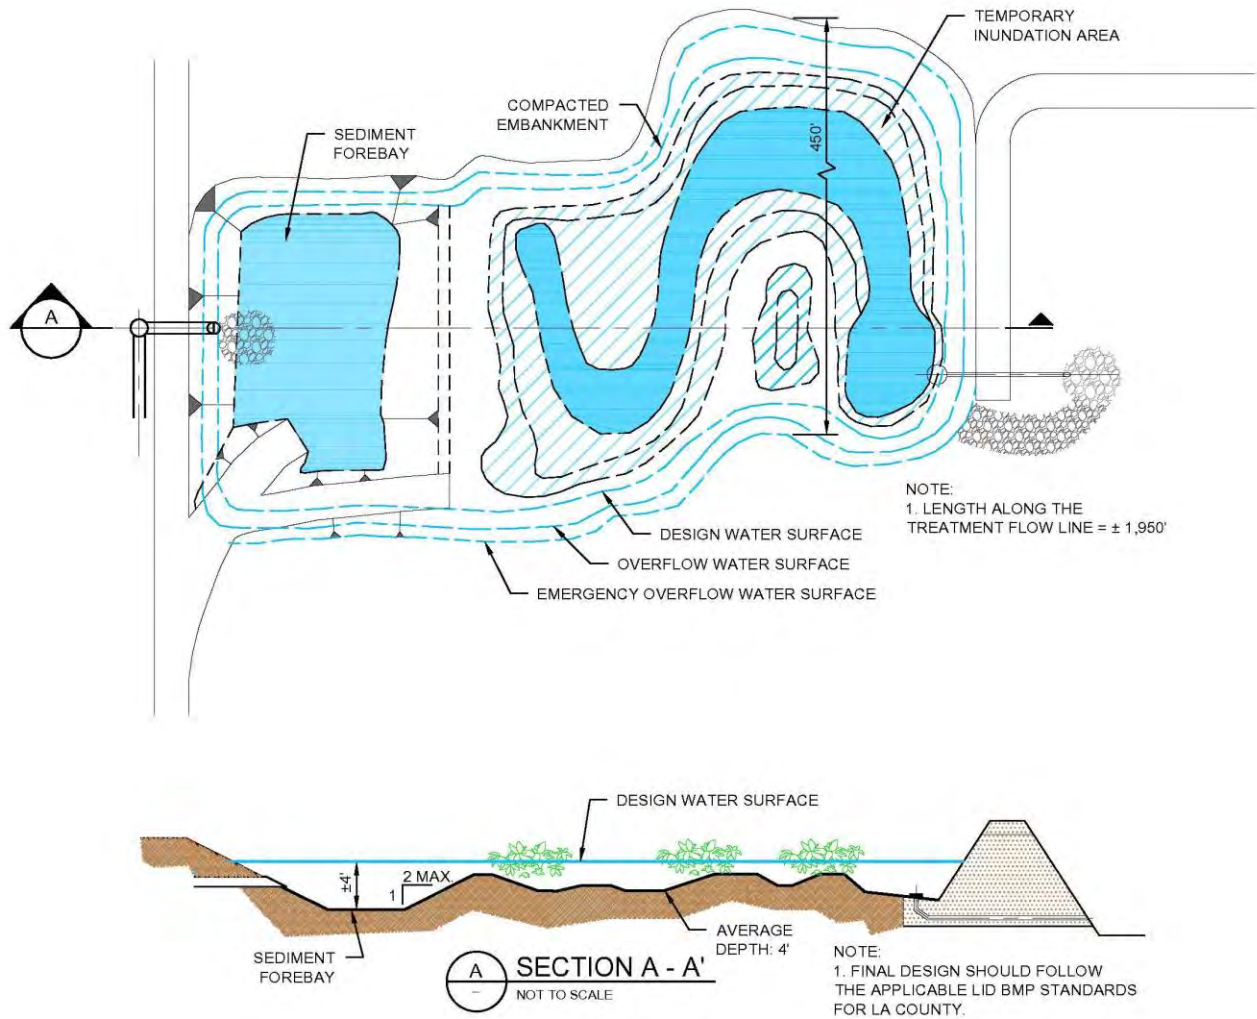 TEMPORARY
INUNDATION AREA
COMPACTED
EMBANKMENT
SEDIMENT
FOREBAY
450'
A
NOTE:
1. LENGTH ALONG THE
TREATMENT FLOW LINE = ± 1,950'
DESIGN WATER SURFACE
OVERFLOW WATER SURFACE
EMERGENCY OVERFLOW WATER SURFACE
DESIGN WATER SURFACE
±4'
2 MAX.
1
SEDIMENT
FOREBAY
AVERAGE
DEPTH: 4'
A
–
SECTION A - A'
NOT TO SCALE
NOTE:
1. FINAL DESIGN SHOULD FOLLOW
THE APPLICABLE LID BMP STANDARDS
FOR LA COUNTY.